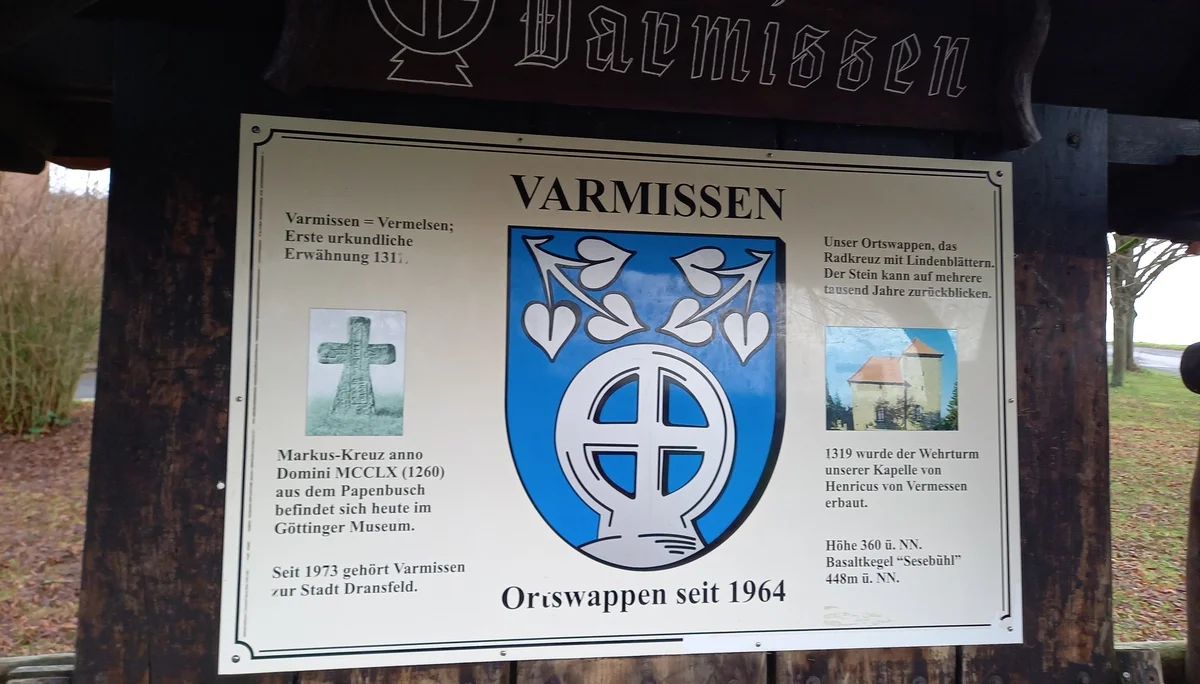 Varmissen
VARMISSEN
Varmissen = Vermelsen;
Erste urkundliche
Erwähnung
Markus-Kreuz anno
Domini MCCLX (1260)
aus dem Papenbusch
befindet sich heute im
Göttinger Museum.
Seit 1973 gehört Varmissen
zur Stadt Dransfeld.
Ortswappen seit 1964
Unser Ortswappen, das
Radkreuz mit Lindenblättern.
Der Stein kann auf mehrere
tausend Jahre zurückblicken.
1319 wurde der Wehrturm
unserer Kapelle von
Henricus von Vermessen
erbaut.
Höhe 360 ü. NN.
Basaltkegel “Sesebühl”
448m ü. NN.